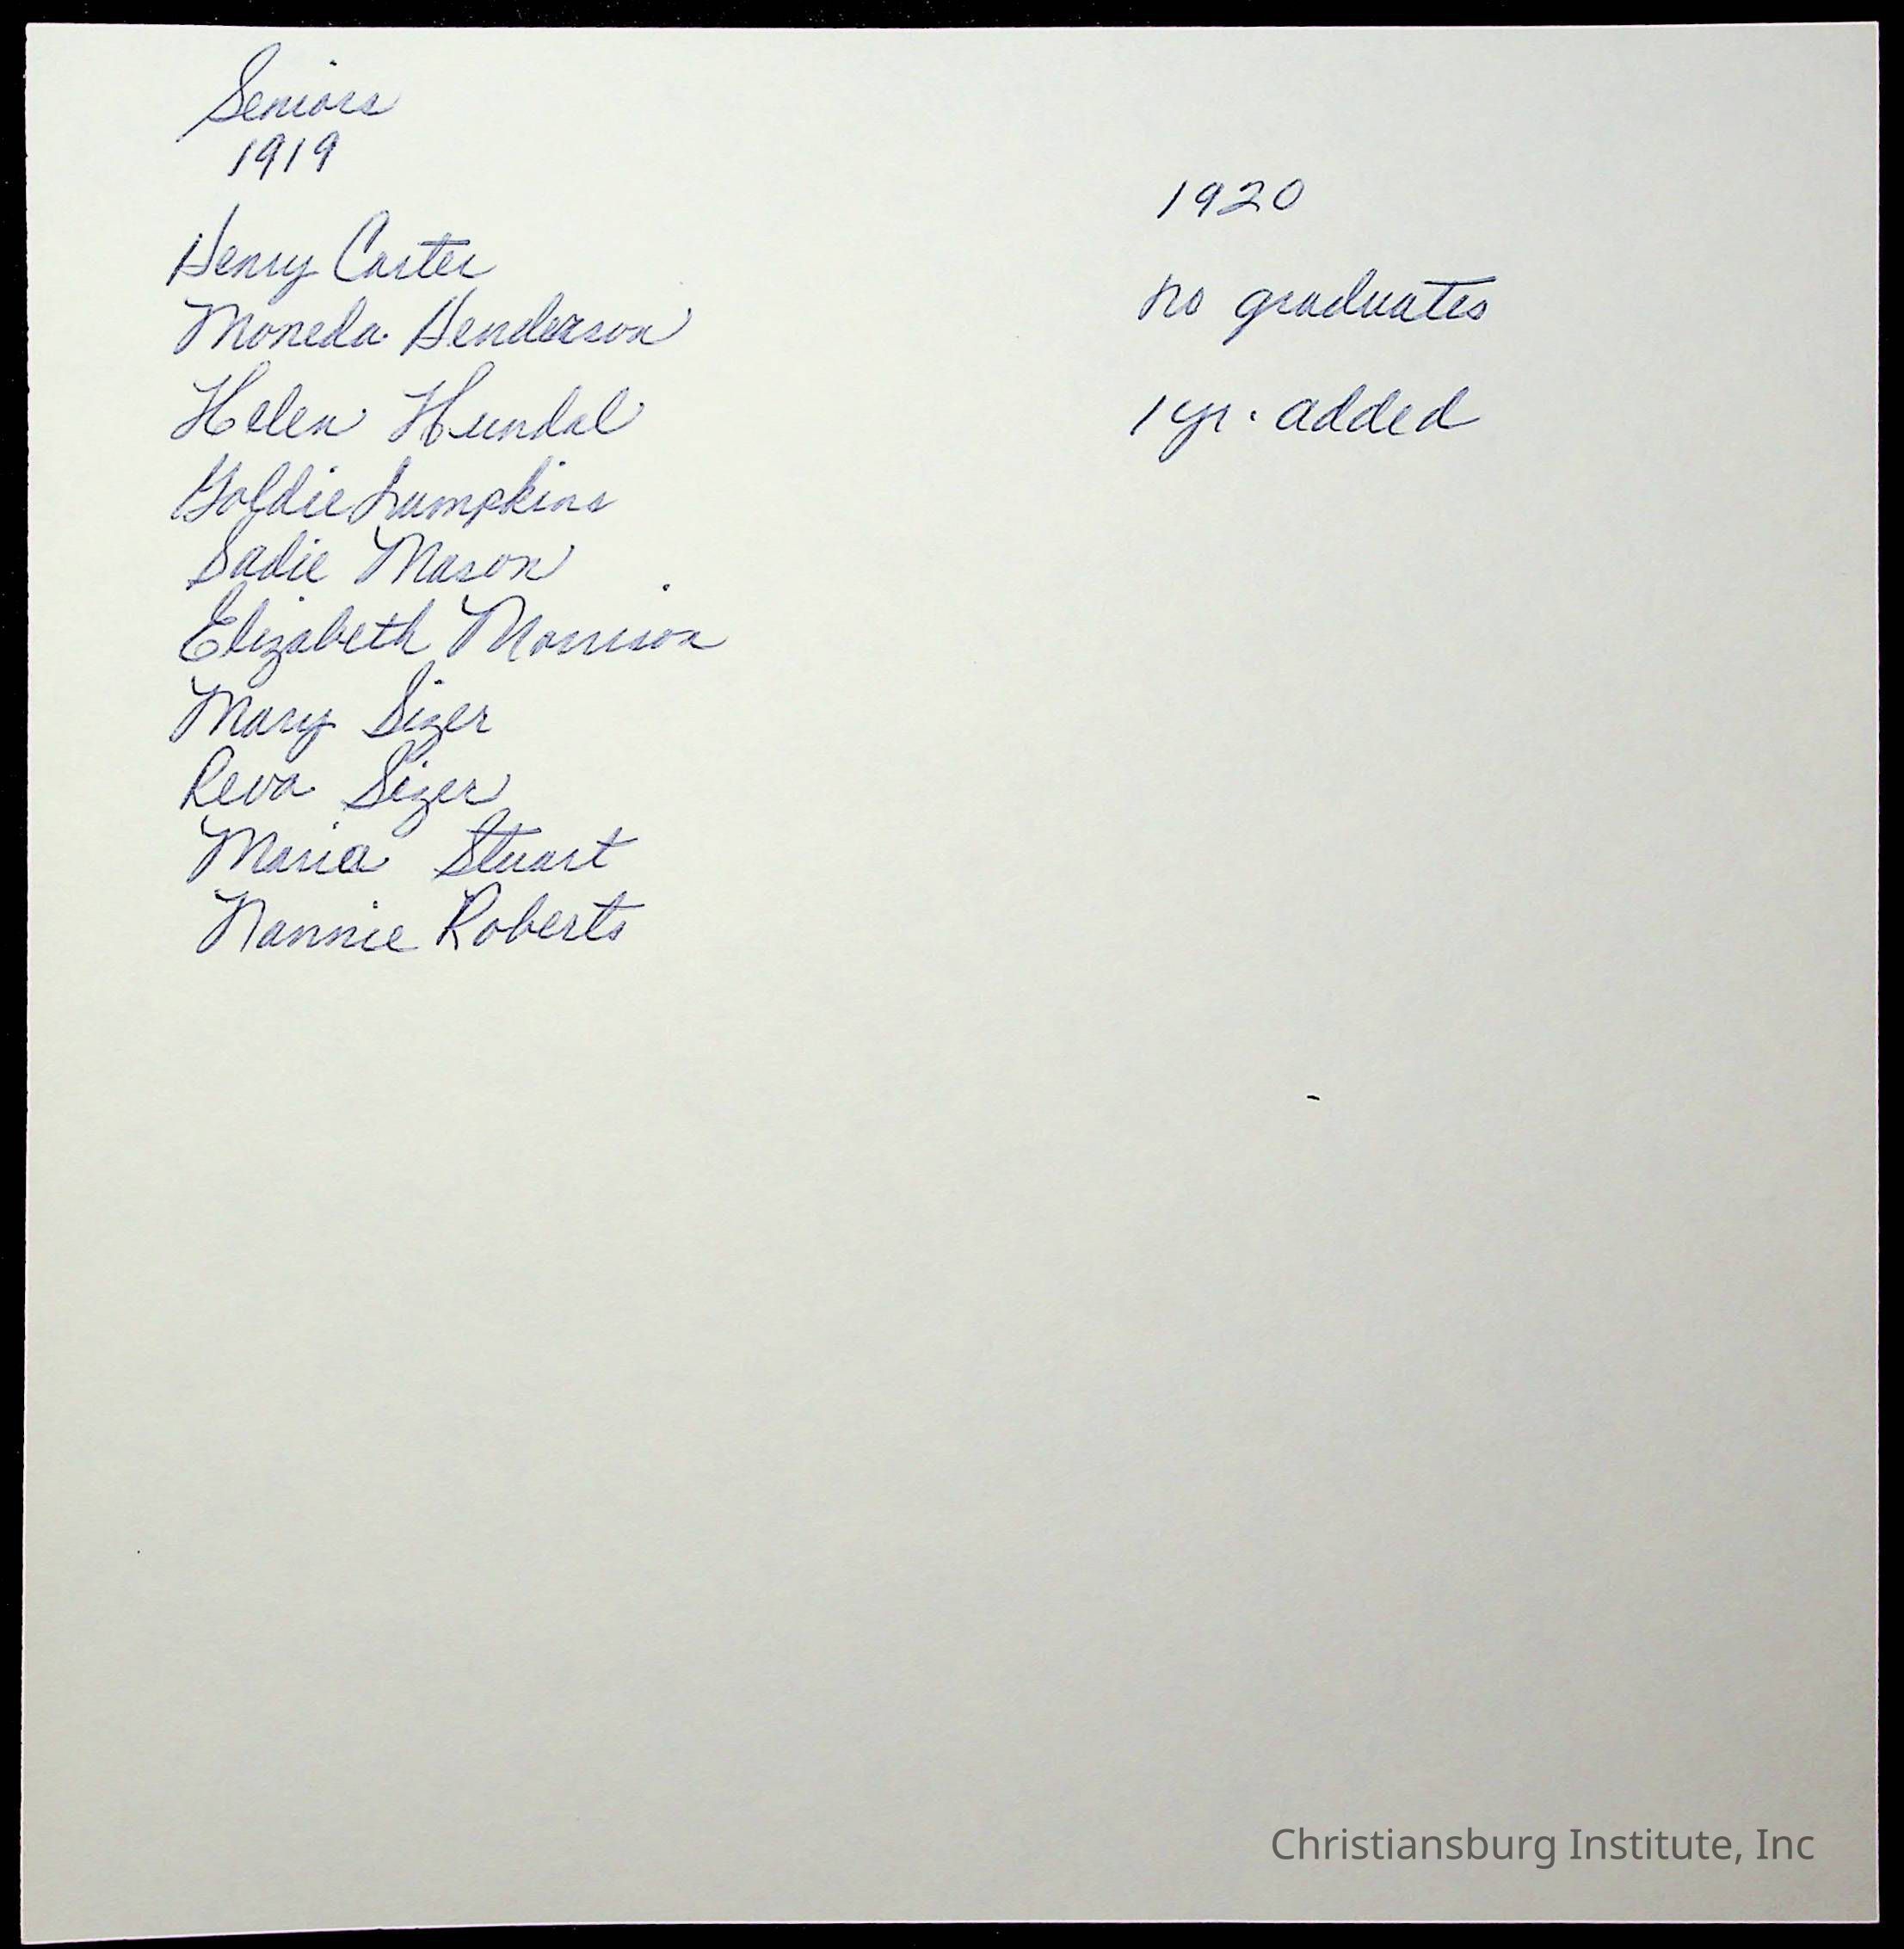 Seniors
1919
Henry Carter
Moneda Henderson
Helen Hundal
Goldie Lumpkins
Sadie Mason
Elizabeth Morrison
Mary Sizer
Reva Sizer
Maria Stuart
Nannie Roberts
1920
no graduates
1 yr. added
Christiansburg Institute, Inc